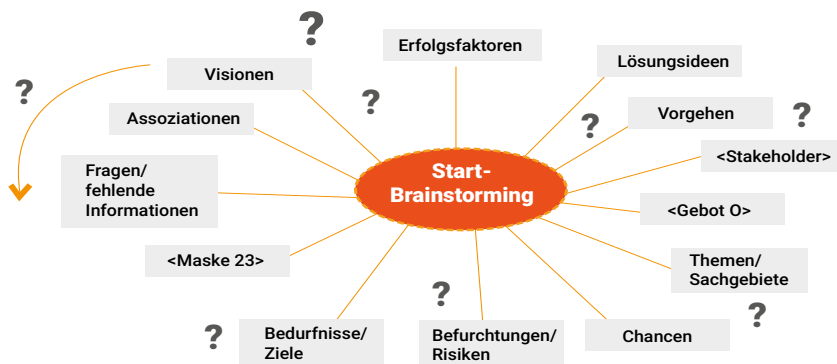 ?
Erfolgsfaktoren
Visionen
Lösungsideen
?
?
Assoziationen
Vorgehen
?
?
<Stakeholder>
Fragen/
fehlende
Informationen
Start-
Brainstorming
<Gebot O>
<Maske 23>
Themen/
Sachgebiete
?
?
?
Bedurfnisse/
Ziele
Befurchtungen/
Risiken
Chancen